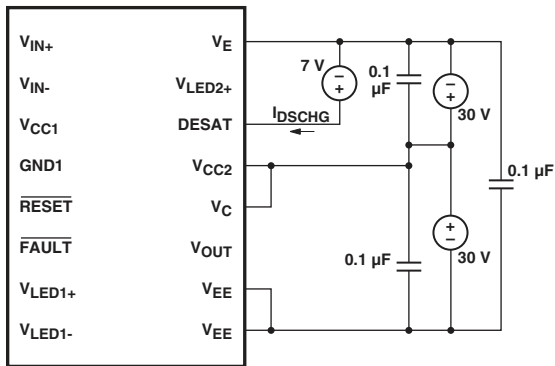 VIN+ VE
VIN- VLED2+
VCC1 DESAT
GND1 VCC2
RESET VC
FAULT VOUT
VLED1+ VEE
VLED1- VEE
7 V
IDSCHG
0.1
µF
30 V
0.1 µF
0.1 µF
30 V
− + − + + −